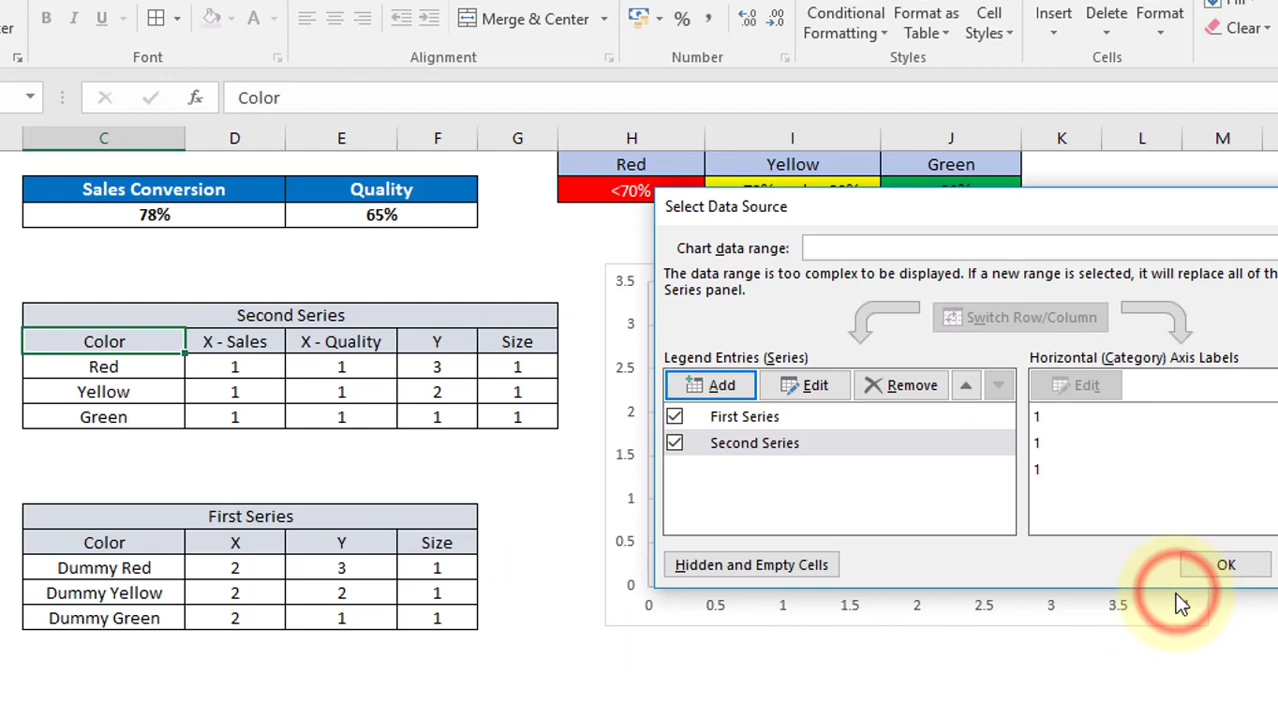 B I U A Merge & Center % , Conditional Formatting Format as Table Cell Styles Insert Delete Format Clear
Font Alignment Number Styles Cells
fx Color
C D E F G H I J K L M
Red Yellow Green
Sales Conversion Quality <70%
78% 65%
Select Data Source
Chart data range:
The data range is too complex to be displayed. If a new range is selected, it will replace all of the
Series panel.
Switch Row/Column
Second Series
Color X - Sales X - Quality Y Size
Red 1 1 3 1
Yellow 1 1 2 1
Green 1 1 1 1
Legend Entries (Series) Horizontal (Category) Axis Labels
Add Edit Remove Edit
First Series 1
Second Series 1
1
Hidden and Empty Cells OK
First Series
Color X Y Size
Dummy Red 2 3 1
Dummy Yellow 2 2 1
Dummy Green 2 1 1
3.5
3
2.5
2
1.5
1
0.5
0
0 0.5 1 1.5 2 2.5 3 3.5